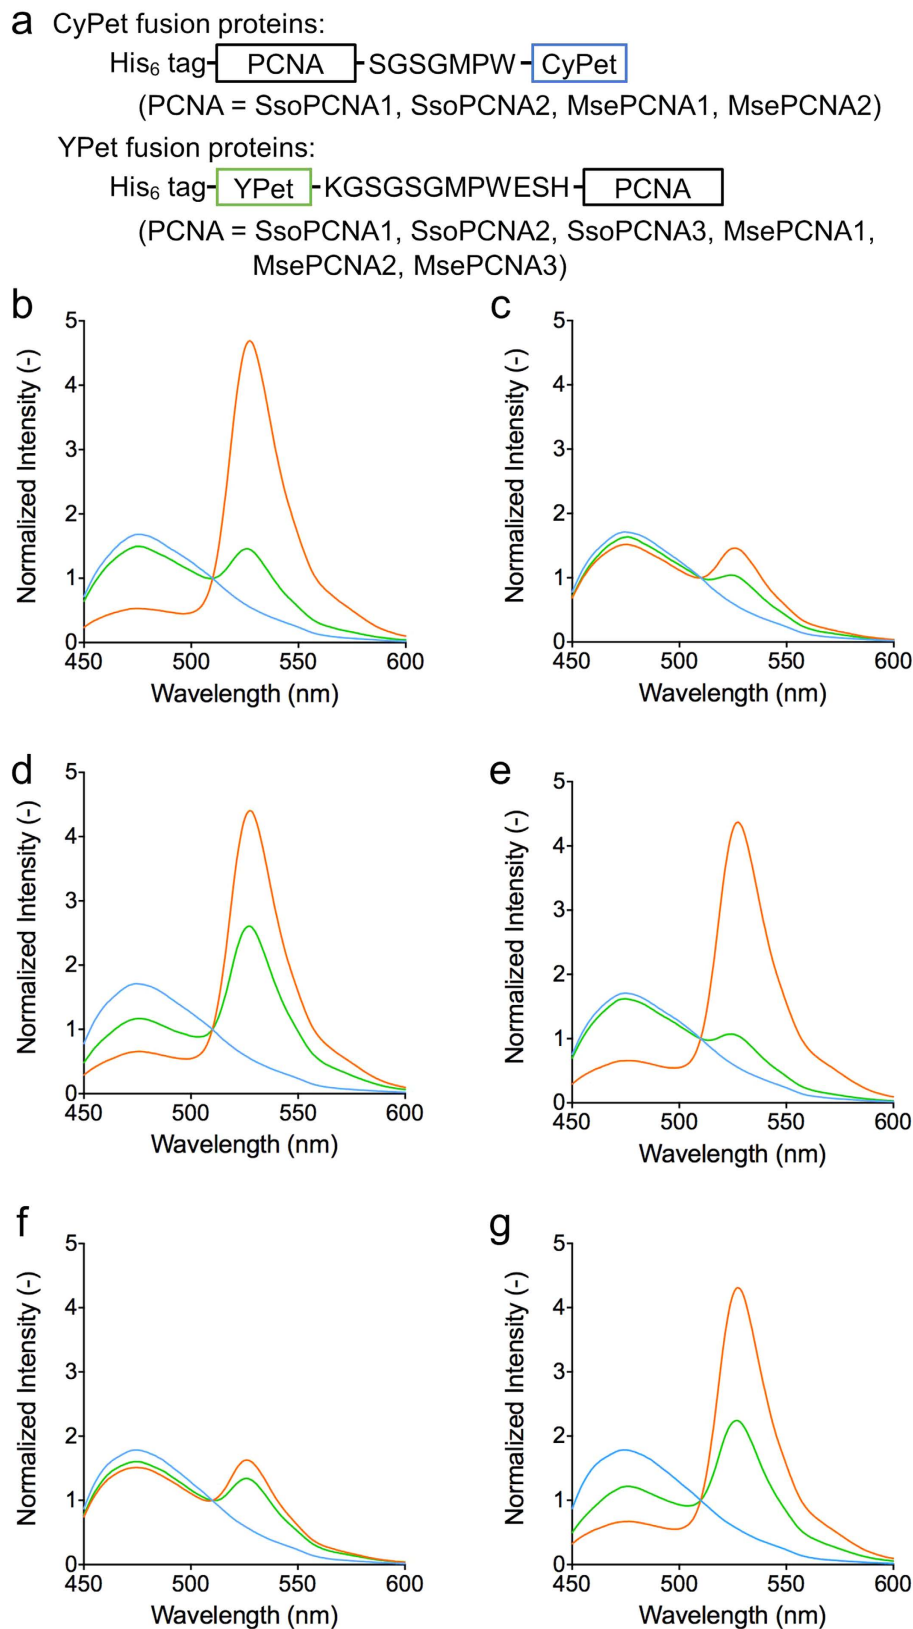 a CyPet fusion proteins:
His6 tag PCNA SGSGMPW CyPet
(PCNA = SsoPCNA1, SsoPCNA2, MsePCNA1, MsePCNA2)
YPet fusion proteins:
His6 tag YPet KGSGSGMPWESH PCNA
(PCNA = SsoPCNA1, SsoPCNA2, SsoPCNA3, MsePCNA1,
MsePCNA2, MsePCNA3)
b
Normalized Intensity (-)
5
4
3
2
1
0
450 500 550 600
Wavelength (nm)
c
Normalized Intensity (-)
5
4
3
2
1
0
450 500 550 600
Wavelength (nm)
d
Normalized Intensity (-)
5
4
3
2
1
0
450 500 550 600
Wavelength (nm)
e
Normalized Intensity (-)
5
4
3
2
1
0
450 500 550 600
Wavelength (nm)
f
Normalized Intensity (-)
5
4
3
2
1
0
450 500 550 600
Wavelength (nm)
g
Normalized Intensity (-)
5
4
3
2
1
0
450 500 550 600
Wavelength (nm)